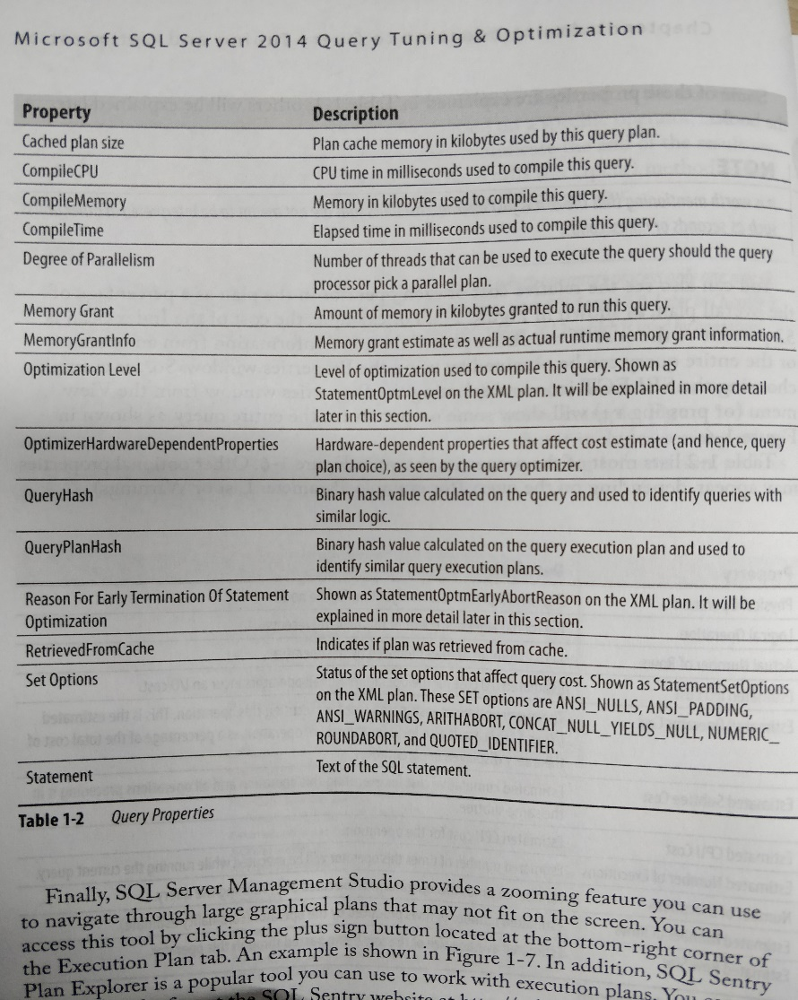 Microsoft SQL Server 2014 Query Tuning & Optimization
Property Description
Cached plan size Plan cache memory in kilobytes used by this query plan.
CompileCPU CPU time in milliseconds used to compile this query.
CompileMemory Memory in kilobytes used to compile this query.
CompileTime Elapsed time in milliseconds used to compile this query.
Degree of Parallelism Number of threads that can be used to execute the query should the query
processor pick a parallel plan.
Memory Grant Amount of memory in kilobytes granted to run this query.
MemoryGrantInfo Memory grant estimate as well as actual runtime memory grant information.
Optimization Level Level of optimization used to compile this query. Shown as
StatementOptmLevel on the XML plan. It will be explained in more detail
later in this section.
OptimizerHardwareDependentProperties Hardware-dependent properties that affect cost estimate (and hence, query
plan choice), as seen by the query optimizer.
QueryHash Binary hash value calculated on the query and used to identify queries with
similar logic.
QueryPlanHash Binary hash value calculated on the query execution plan and used to
identify similar query execution plans.
Reason For Early Termination Of Statement Shown as StatementOptmEarlyAbortReason on the XML plan. It will be
Optimization explained in more detail later in this section.
RetrievedFromCache Indicates if plan was retrieved from cache.
Set Options Status of the set options that affect query cost. Shown as StatementSetOptions
on the XML plan. These SET options are ANSI_NULLS, ANSI_PADDING,
ANSI_WARNINGS, ARITHABORT, CONCAT_NULL_YIELDS_NULL, NUMERIC_
ROUNDABORT, and QUOTED_IDENTIFIER.
Statement Text of the SQL statement.
Table 1-2 Query Properties
Finally, SQL Server Management Studio provides a zooming feature you can use
to navigate through large graphical plans that may not fit on the screen. You can
access this tool by clicking the plus sign button located at the bottom-right corner of
the Execution Plan tab. An example is shown in Figure 1-7. In addition, SQL Sentry
Plan Explorer is a popular tool you can use to work with execution plans. You
the SQL Sentry website at